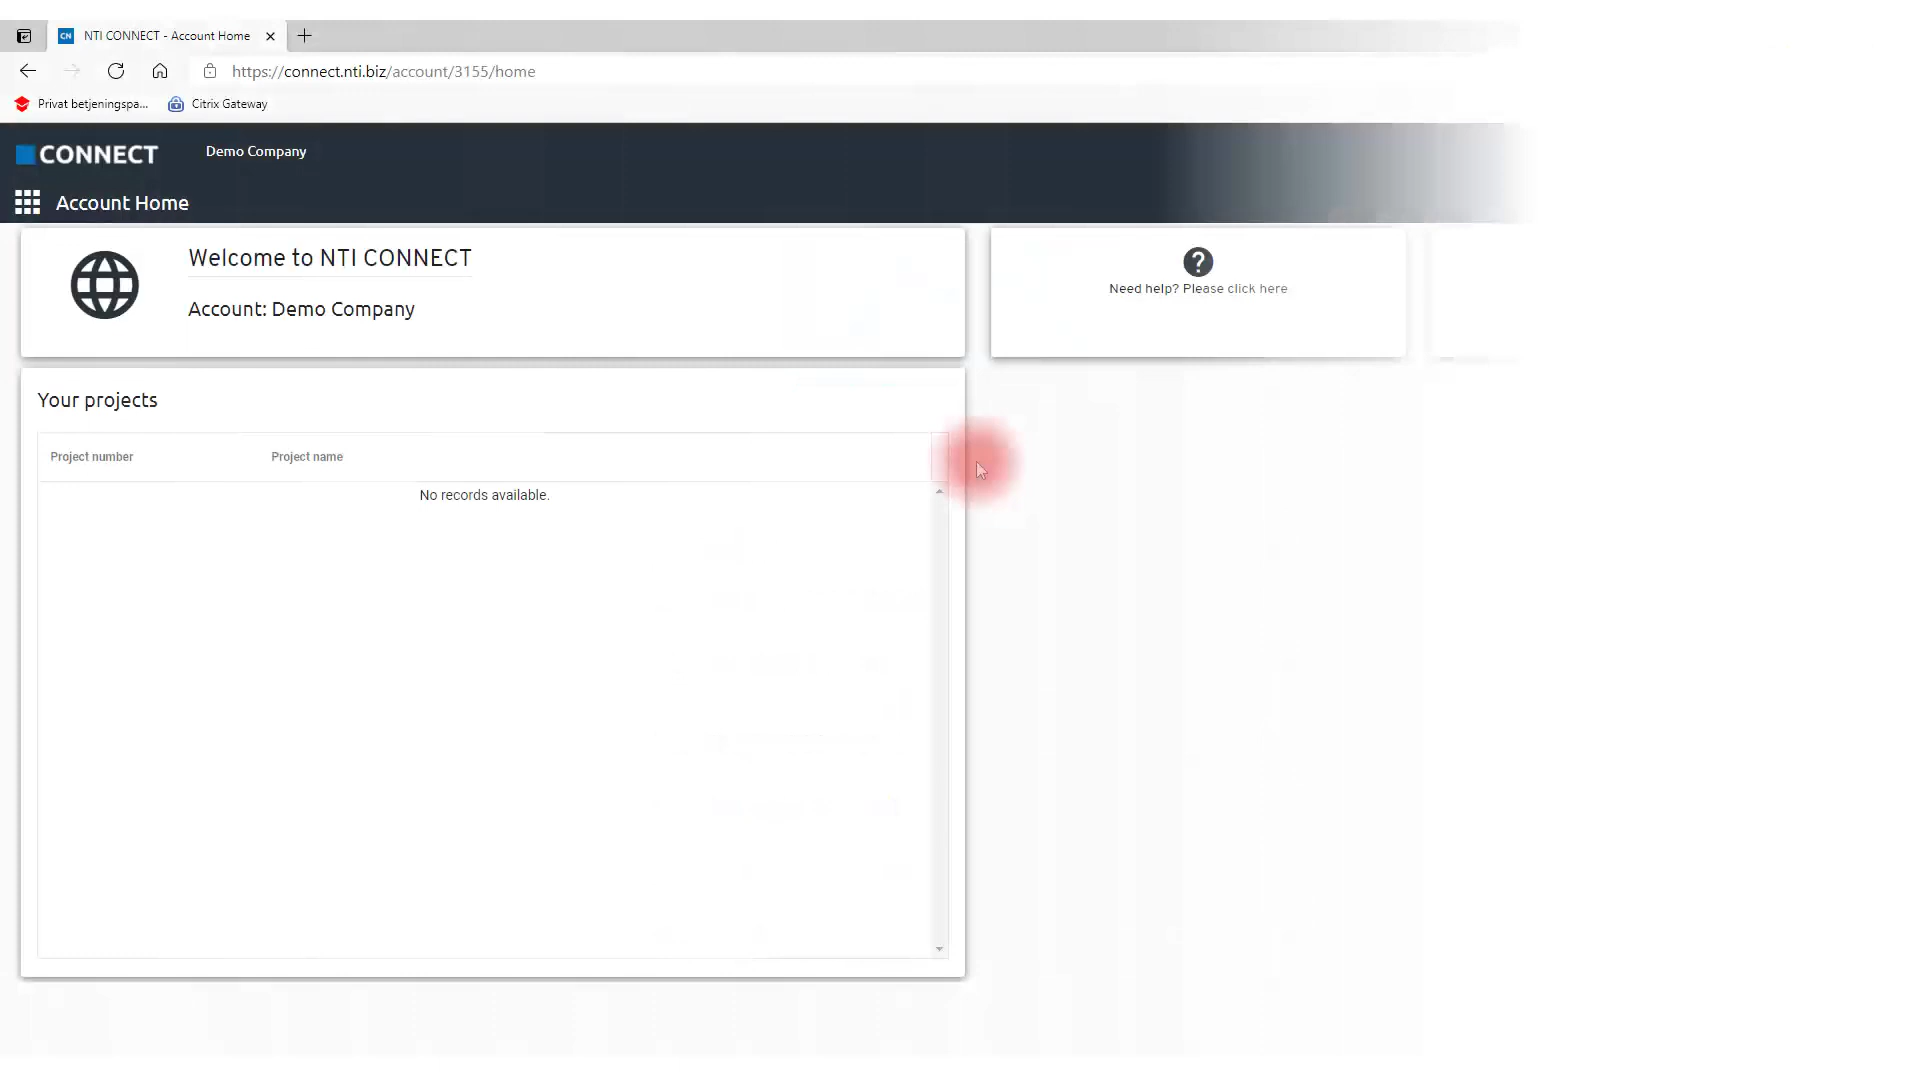 NTI CONNECT - Account Home
https://connect.nti.biz/account/3155/home
Privat betjeningspa... Citrix Gateway
CONNECT Demo Company
Account Home
Welcome to NTI CONNECT
Account: Demo Company
Need help? Please click here
Your projects
Project number Project name
No records available.